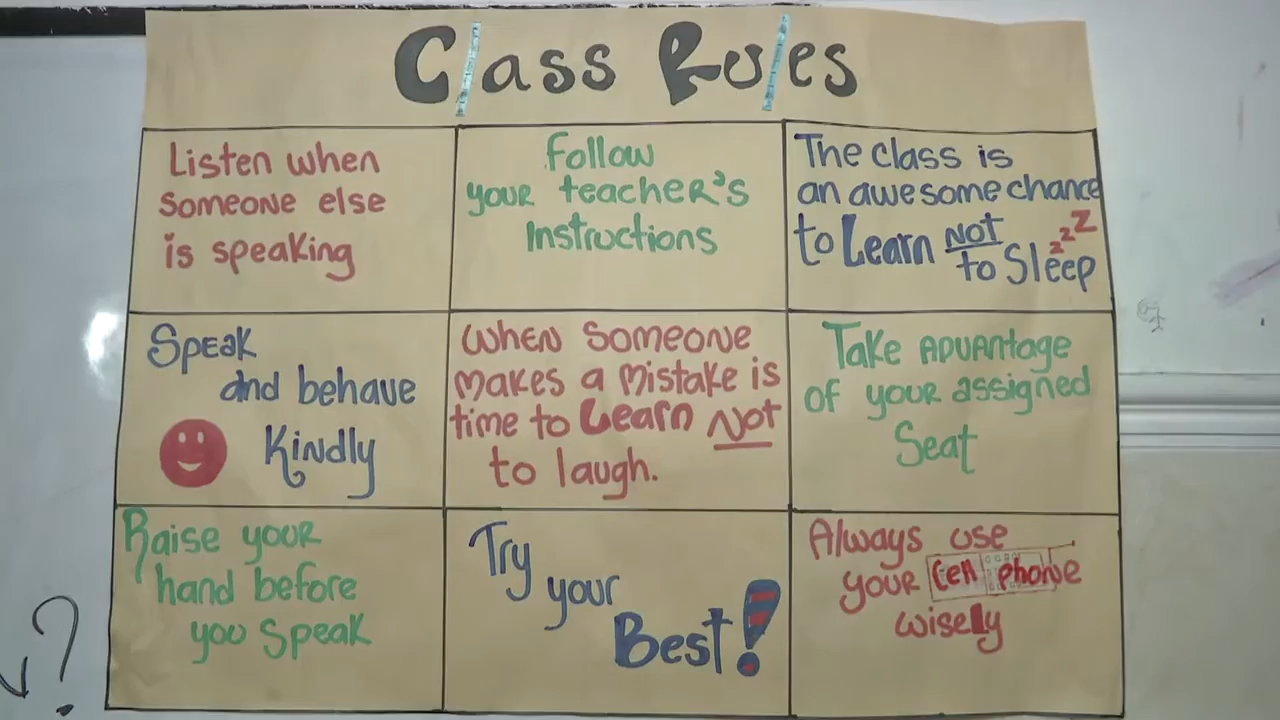 Class Rules
Listen when
someone else
is speaking
Follow
your teacher's
Instructions
The class is
an awesome chance
to Learn NOT
zzZ
to Sleep
Speak
and behave
Kindly
When someone
makes a mistake is
time to Learn NOT
to laugh.
Take ADVANtage
of your assigned
Seat
Raise your
hand before
you speak
Try
your
Best!
Always use
your Cell phone
wisely
?